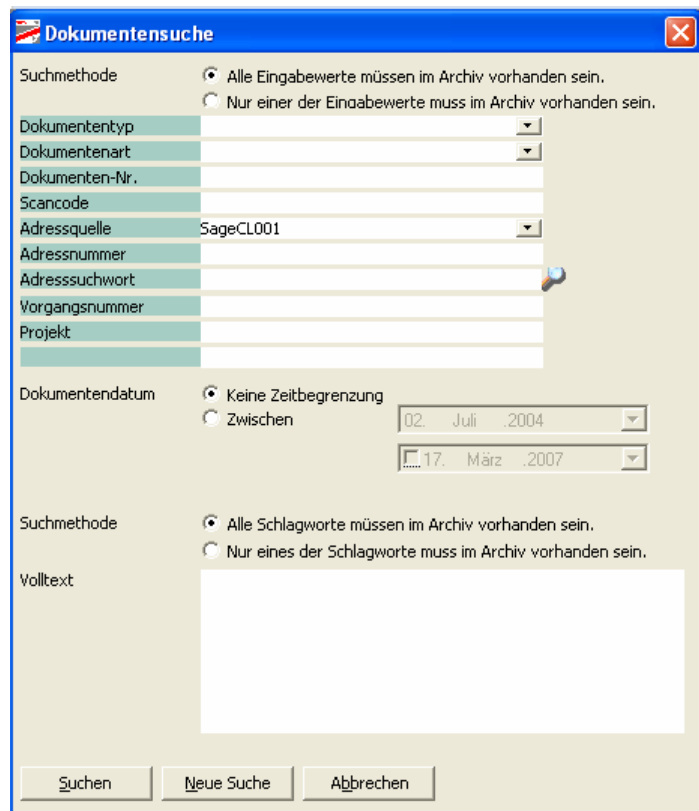 Dokumentensuche
Suchmethode Alle Eingabewerte müssen im Archiv vorhanden sein.
Nur einer der Eingabewerte muss im Archiv vorhanden sein.
Dokumententyp
Dokumentenart
Dokumenten-Nr.
Scancode
Adressquelle SageCL001
Adressnummer
Adresssuchwort
Vorgangsnummer
Projekt
Dokumentendatum Keine Zeitbegrenzung
Zwischen 02. Juli .2004
17. März .2007
Suchmethode Alle Schlagworte müssen im Archiv vorhanden sein.
Nur eines der Schlagworte muss im Archiv vorhanden sein.
Volltext
Suchen Neue Suche Abbrechen